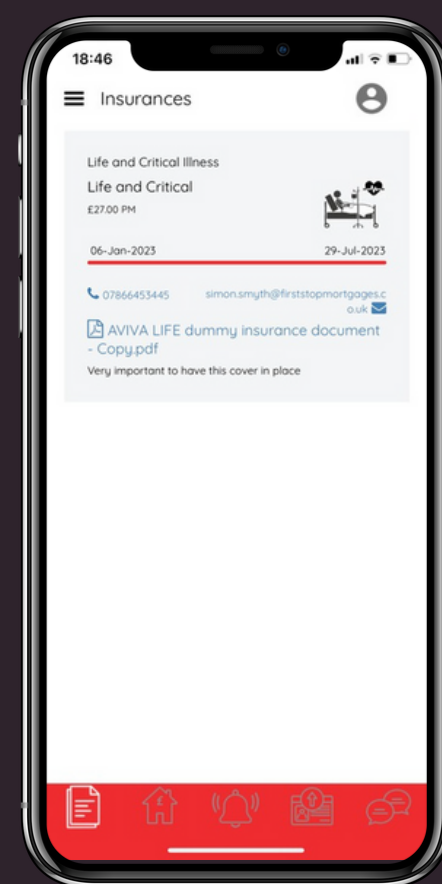 18:46
Insurances
Life and Critical Illness
Life and Critical
£27.00 PM
06-Jan-2023 29-Jul-2023
07866453445 simon.smyth@firststopmortgages.c
o.uk
AVIVA LIFE dummy insurance document
- Copy.pdf
Very important to have this cover in place
£